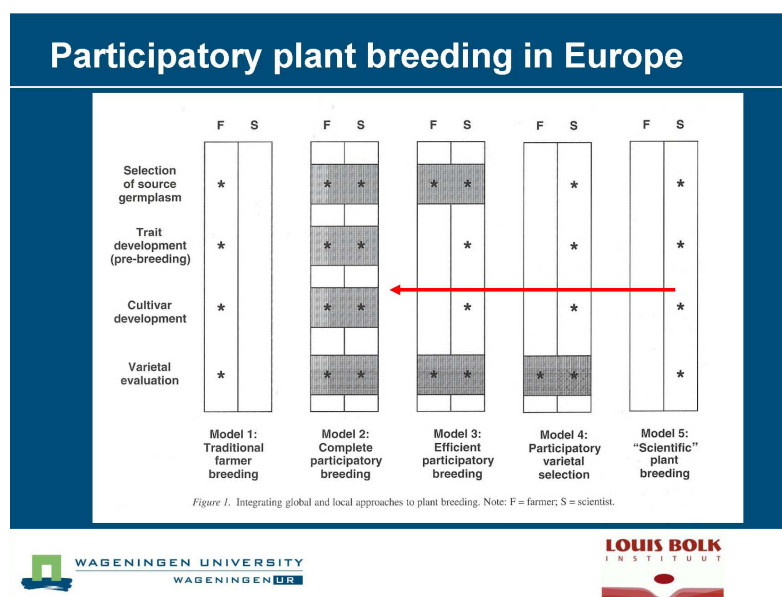 Participatory plant breeding in Europe
F S F S F S F S F S
Selection
of source
germplasm
* * * * * * *
Trait
development
(pre-breeding)
* * * * * *
Cultivar
development
* * * * * *
Varietal
evaluation
* * * * * * * *
Model 1:
Traditional
farmer
breeding
Model 2:
Complete
participatory
breeding
Model 3:
Efficient
participatory
breeding
Model 4:
Participatory
varietal
selection
Model 5:
“Scientific”
plant
breeding
Figure 1. Integrating global and local approaches to plant breeding. Note: F = farmer; S = scientist.
WAGENINGEN UNIVERSITY
WAGENINGEN UR
LOUIS BOLK
INSTITUUT